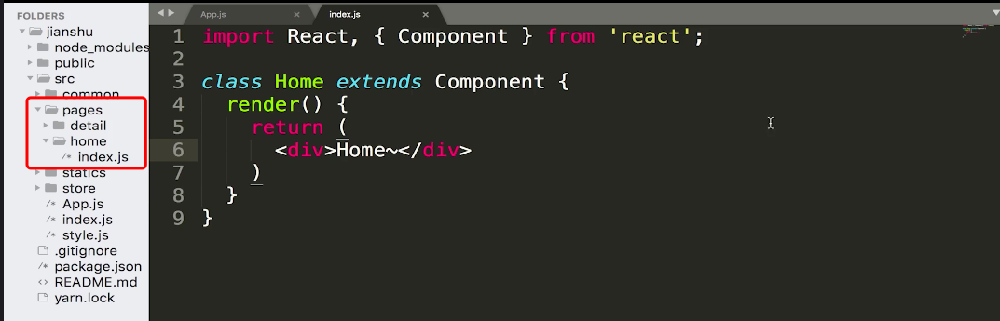 FOLDERS
jianshu
node_modules
public
src
common
pages
detail
home
/* index.js
statics
store
/* App.js
/* index.js
/* style.js
.gitignore
/* package.json
<> README.md
yarn.lock
App.js ×
index.js ×
1 import React, { Component } from 'react';
2
3 class Home extends Component {
4 render() {
5 return (
6 <div>Home~</div>
7 )
8 }
9 }